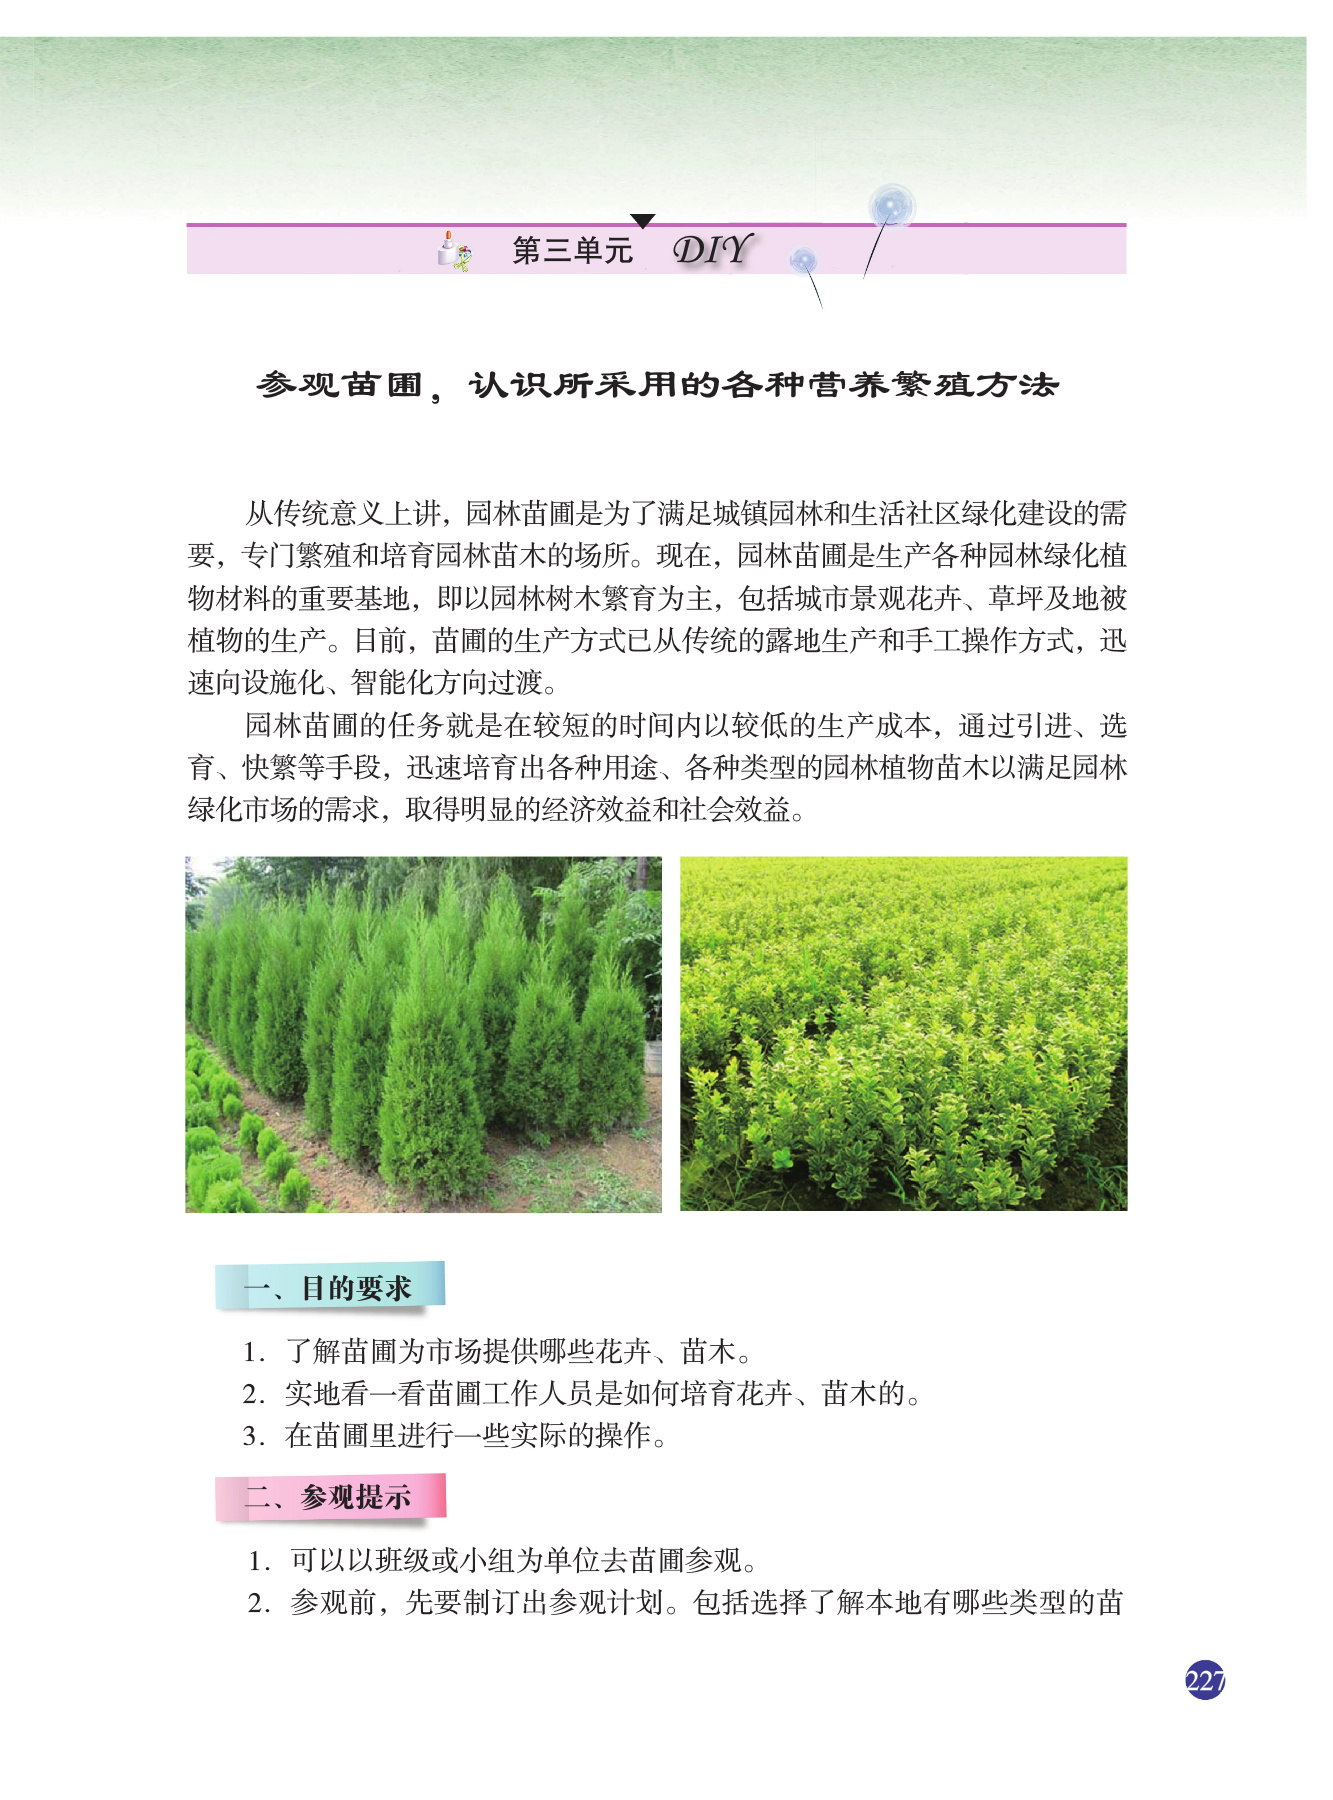 第三单元 DIY
参观苗圃，认识所采用的各种营养繁殖方法
从传统意义上讲，园林苗圃是为了满足城镇园林和生活社区绿化建设的需
要，专门繁殖和培育园林苗木的场所。现在，园林苗圃是生产各种园林绿化植
物材料的重要基地，即以园林树木繁育为主，包括城市景观花卉、草坪及地被
植物的生产。目前，苗圃的生产方式已从传统的露地生产和手工操作方式，迅
速向设施化、智能化方向过渡。
园林苗圃的任务就是在较短的时间内以较低的生产成本，通过引进、选
育、快繁等手段，迅速培育出各种用途、各种类型的园林植物苗木以满足园林
绿化市场的需求，取得明显的经济效益和社会效益。
一、目的要求
1. 了解苗圃为市场提供哪些花卉、苗木。
2. 实地看一看苗圃工作人员是如何培育花卉、苗木的。
3. 在苗圃里进行一些实际的操作。
二、参观提示
1. 可以以班级或小组为单位去苗圃参观。
2. 参观前，先要制订出参观计划。包括选择了解本地有哪些类型的苗
227